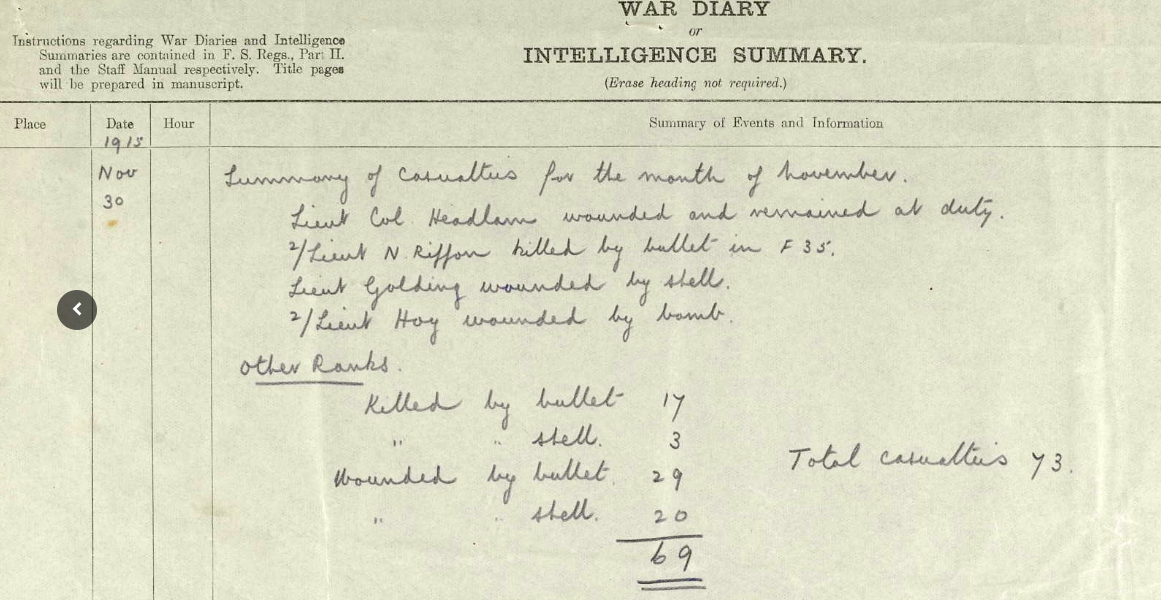 WAR DIARY
or
INTELLIGENCE SUMMARY.
(Erase heading not required.)
Instructions regarding War Diaries and Intelligence
Summaries are contained in F. S. Regs., Part II.
and the Staff Manual respectively. Title pages
will be prepared in manuscript.
Place Date Hour Summary of Events and Information
1915
Nov
30
Summary of casualties for the month of November.
Lieut Col. Headlam wounded and remained at duty.
2/Lieut N. Riffon killed by bullet in F 35.
Lieut Golding wounded by shell.
2/Lieut Hoy wounded by bomb.
Other Ranks.
Killed by bullet 17
" " shell. 3
Total casualties 73.
Wounded by bullet. 29
" " shell. 20
69